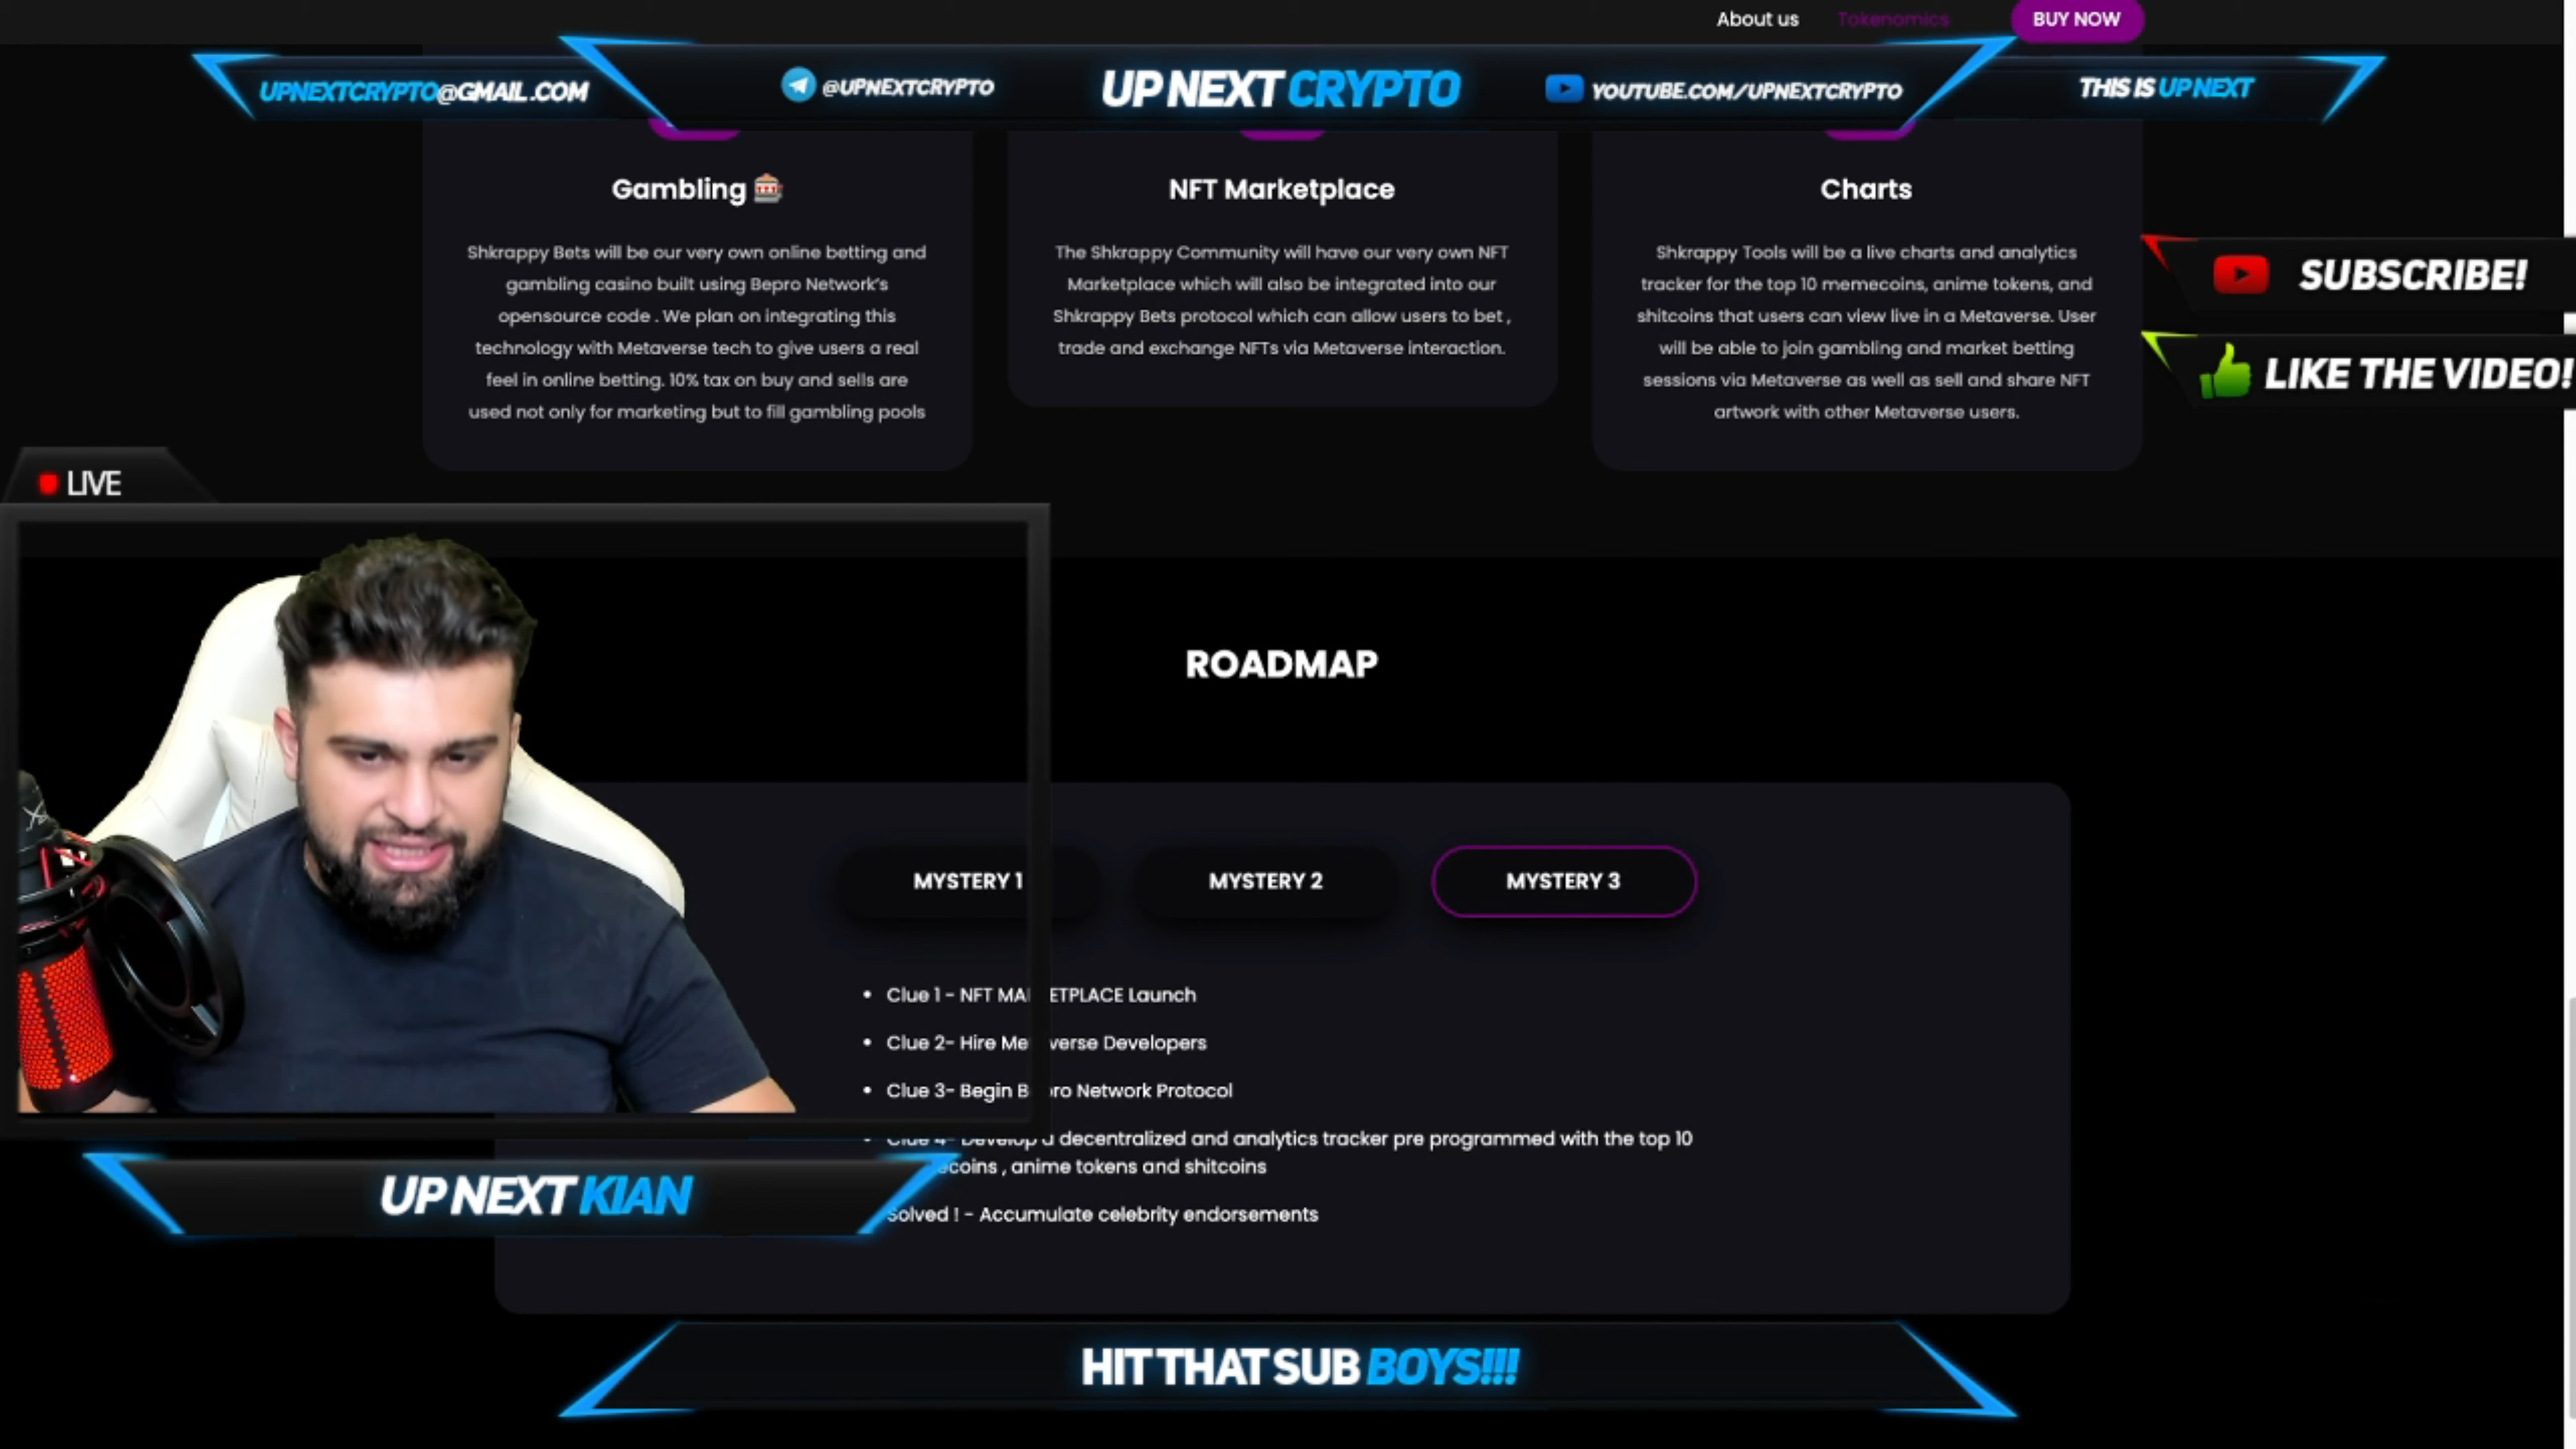 About us Tokenomics BUY NOW
UPNEXTCRYPTO@GMAIL.COM @UPNEXTCRYPTO UP NEXT CRYPTO YOUTUBE.COM/UPNEXTCRYPTO THIS IS UP NEXT
Gambling
Shkrappy Bets will be our very own online betting and
gambling casino built using Bepro Network's
opensource code . We plan on integrating this
technology with Metaverse tech to give users a real
feel in online betting. 10% tax on buy and sells are
used not only for marketing but to fill gambling pools
NFT Marketplace
The Shkrappy Community will have our very own NFT
Marketplace which will also be integrated into our
Shkrappy Bets protocol which can allow users to bet ,
trade and exchange NFTs via Metaverse interaction.
Charts
Shkrappy Tools will be a live charts and analytics
tracker for the top 10 memecoins, anime tokens, and
shitcoins that users can view live in a Metaverse. User
will be able to join gambling and market betting
sessions via Metaverse as well as sell and share NFT
artwork with other Metaverse users.
SUBSCRIBE!
LIKE THE VIDEO!
LIVE
ROADMAP
MYSTERY 1 MYSTERY 2 MYSTERY 3
Clue 1 - NFT MA ETPLACE Launch
Clue 2- Hire Me verse Developers
Clue 3- Begin B ro Network Protocol
Clue 4- Develop a decentralized and analytics tracker pre programmed with the top 10
ecoins , anime tokens and shitcoins
Solved ! - Accumulate celebrity endorsements
UP NEXT KIAN
HIT THAT SUB BOYS!!!